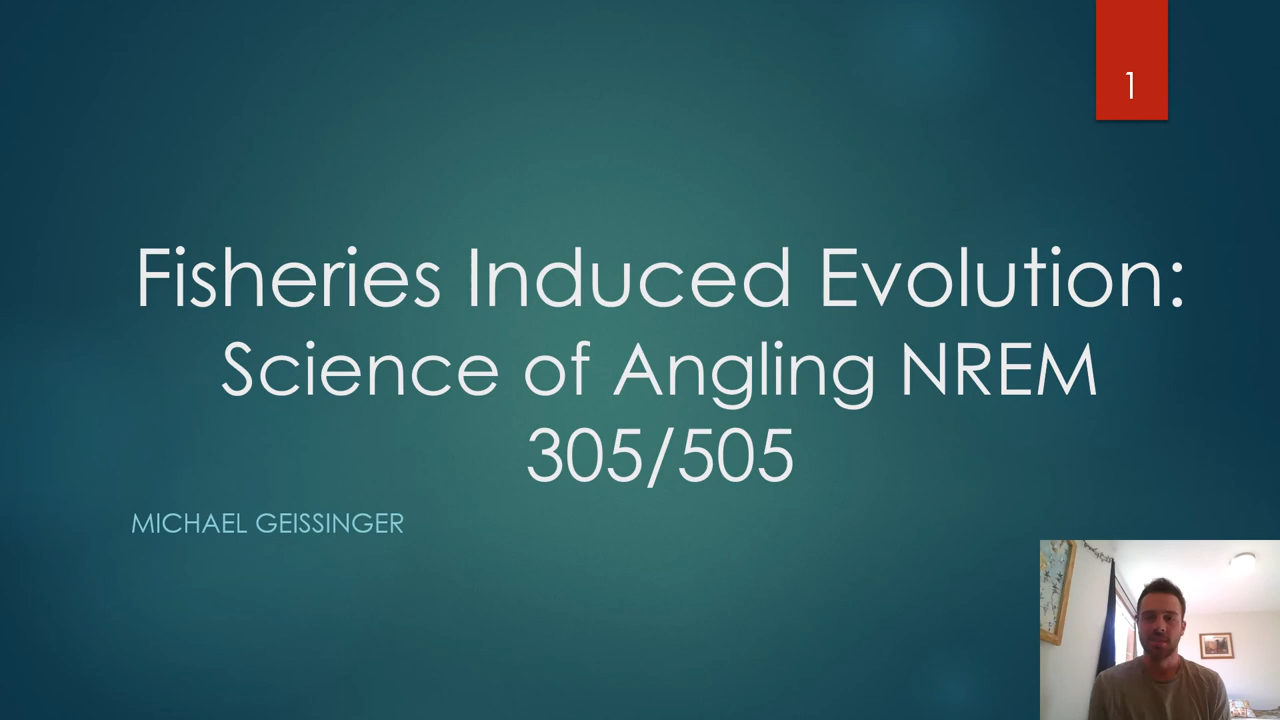 1
Fisheries Induced Evolution:
Science of Angling NREM
305/505
MICHAEL GEISSINGER